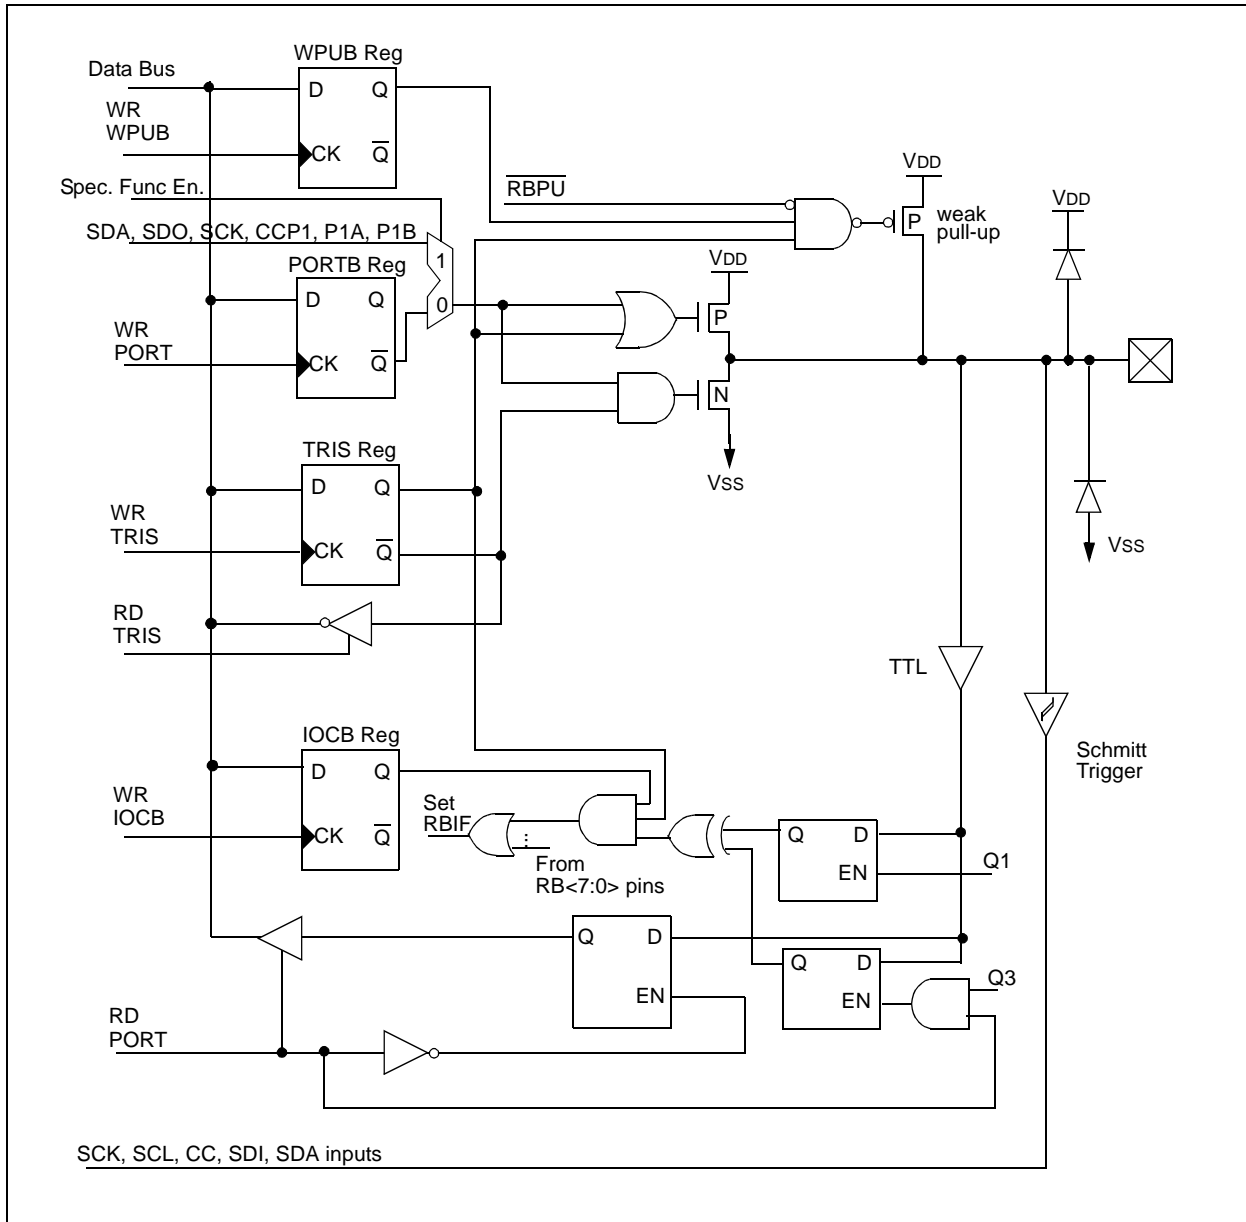 WPUB Reg
Data Bus
D
Q
WR
WPUB
CK
Q
VDD
RBPU
VDD
Spec. Func En.
P
weak
pull-up
SDA, SDO, SCK, CCP1, P1A, P1B
1
PORTB Reg
VDD
D
Q
0
P
WR
PORT
CK
Q
N
TRIS Reg
VSS
D
Q
WR
TRIS
CK
Q
VSS
RD
TRIS
TTL
IOCB Reg
Schmitt
Trigger
D
Q
WR
IOCB
CK
Q
Set
RBIF
From
RB<7:0> pins
Q
D
EN
Q1
Q
D
EN
Q
D
EN
Q3
RD
PORT
SCK, SCL, CC, SDI, SDA inputs